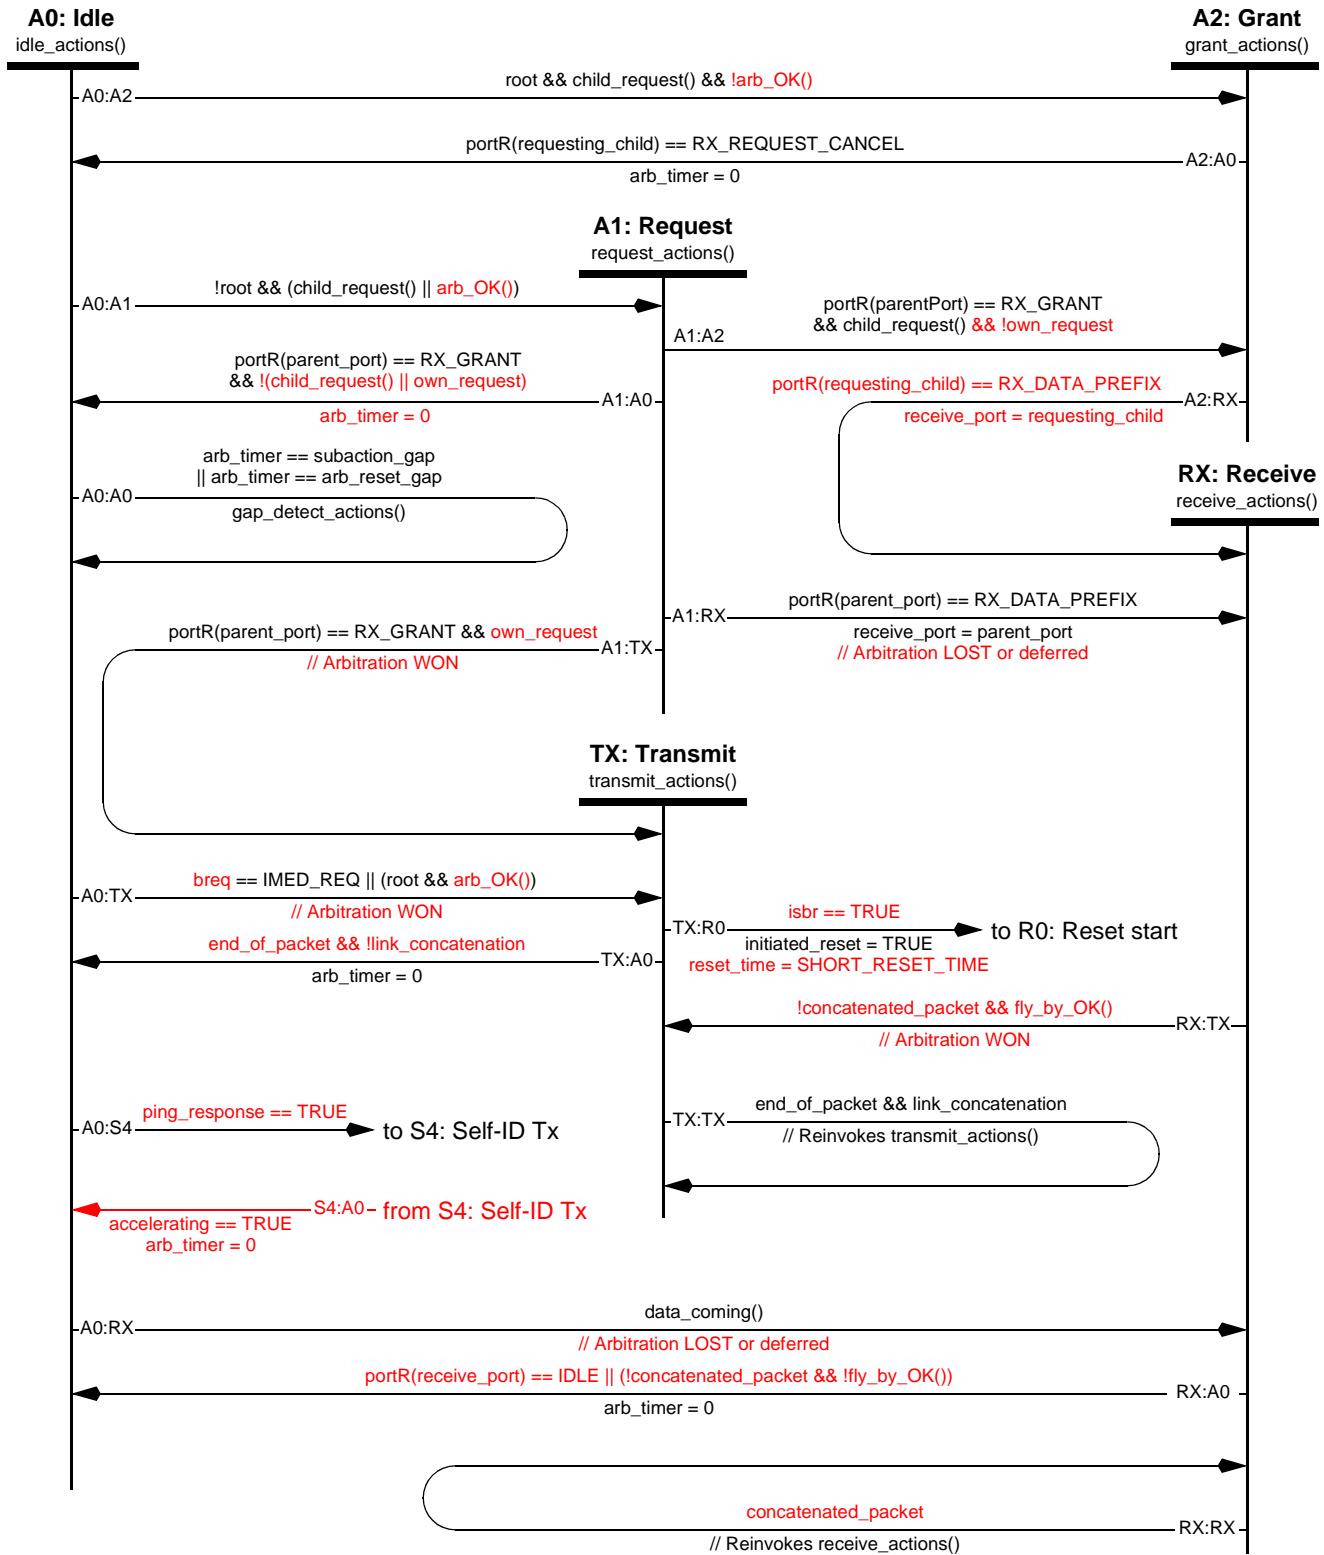 A0: Idle
idle_actions()
A2: Grant
grant_actions()
root && child_request() && !arb_OK()
A0:A2
portR(requesting_child) == RX_REQUEST_CANCEL
A2:A0
arb_timer = 0
A1: Request
request_actions()
!root && (child_request() || arb_OK())
A0:A1
portR(parentPort) == RX_GRANT
&& child_request() && !own_request
A1:A2
portR(parent_port) == RX_GRANT
&& !(child_request() || own_request)
A1:A0
arb_timer = 0
portR(requesting_child) == RX_DATA_PREFIX
A2:RX
receive_port = requesting_child
arb_timer == subaction_gap
|| arb_timer == arb_reset_gap
A0:A0
gap_detect_actions()
RX: Receive
receive_actions()
portR(parent_port) == RX_DATA_PREFIX
A1:RX
receive_port = parent_port
// Arbitration LOST or deferred
portR(parent_port) == RX_GRANT && own_request
A1:TX
// Arbitration WON
TX: Transmit
transmit_actions()
breq == IMED_REQ || (root && arb_OK())
A0:TX
// Arbitration WON
isbr == TRUE
TX:R0
to R0: Reset start
initiated_reset = TRUE
reset_time = SHORT_RESET_TIME
end_of_packet && !link_concatenation
TX:A0
arb_timer = 0
!concatenated_packet && fly_by_OK()
RX:TX
// Arbitration WON
ping_response == TRUE
A0:S4
to S4: Self-ID Tx
end_of_packet && link_concatenation
TX:TX
// Reinvokes transmit_actions()
S4:A0
from S4: Self-ID Tx
accelerating == TRUE
arb_timer = 0
data_coming()
A0:RX
// Arbitration LOST or deferred
portR(receive_port) == IDLE || (!concatenated_packet && !fly_by_OK())
RX:A0
arb_timer = 0
concatenated_packet
RX:RX
// Reinvokes receive_actions()